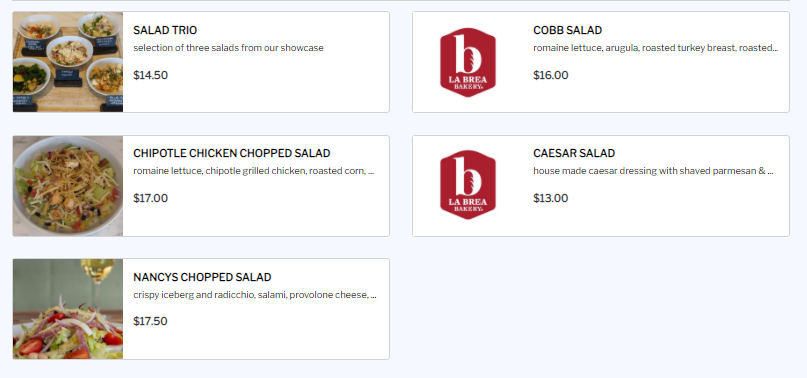 SALAD TRIO
selection of three salads from our showcase
$14.50
COBB SALAD
romaine lettuce, arugula, roasted turkey breast, roasted...
$16.00
b
LA BREA
BAKERY
CHIPOTLE CHICKEN CHOPPED SALAD
romaine lettuce, chipotle grilled chicken, roasted corn, ...
$17.00
CAESAR SALAD
house made caesar dressing with shaved parmesan & ...
$13.00
b
LA BREA
BAKERY
NANCYS CHOPPED SALAD
crispy iceberg and radicchio, salami, provolone cheese, ...
$17.50